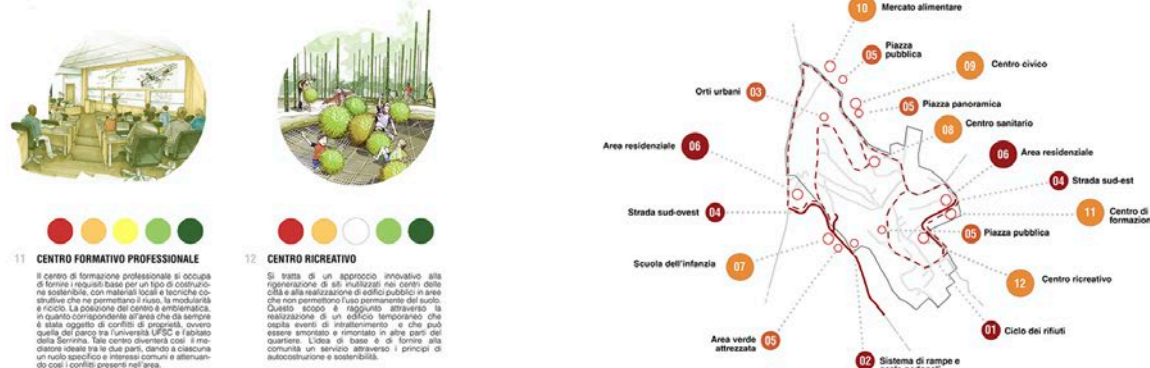 11 CENTRO FORMATIVO PROFESSIONALE
Il centro di formazione professionale si occupa
di fornire i requisiti base per un tipo di costruzio-
ne sostenibile, con materiali locali e tecniche co-
struttive che ne permettano il riuso, la modularità
e riciclo. La posizione del centro è emblematica,
in quanto corrispondente all'area che da sempre
è stata oggetto di conflitti di proprietà, ovvero
quella del parco tra l'università UFSC e l'abitato
della Serrinha. Tale centro diventerà così il me-
diatore ideale tra le due parti, dando a ciascuna
un ruolo specifico e interessi comuni e attenuan-
do così i conflitti presenti nell'area.
12 CENTRO RICREATIVO
Si tratta di un approccio innovativo alla
rigenerazione di siti inutilizzati nei centri delle
città e alla realizzazione di edifici pubblici in aree
che non permettono l'uso permanente del suolo.
Questo scopo è raggiunto attraverso la
realizzazione di un edificio temporaneo che
ospita eventi di intrattenimento e che può
essere smontato e rimontato in altre parti del
quartiere. L'idea di base è di fornire alla
comunità un servizio attraverso i principi di
autocostruzione e sostenibilità.
10 Mercato alimentare
05 Piazza
pubblica
09 Centro civico
Orti urbani 03
05 Piazza panoramica
08 Centro sanitario
Area residenziale 06
06 Area residenziale
04 Strada sud-est
Strada sud-ovest 04
11 Centro di
formazion
05 Piazza pubblica
Scuola dell'infanzia 07
12 Centro ricreativo
01 Ciclo dei rifiuti
Area verde
attrezzata 05
02 Sistema di rampe e